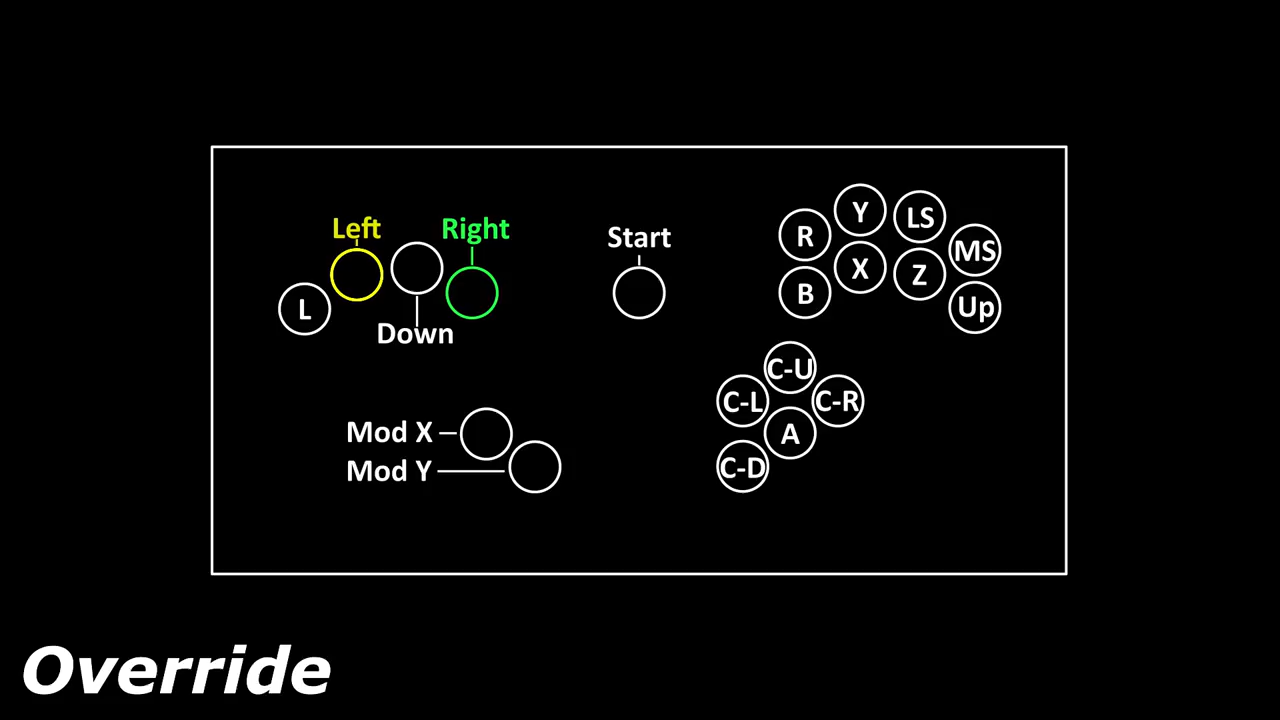 Left
Right
Start
L
Down
R
Y
LS
MS
B
X
Z
Up
Mod X
Mod Y
C-U
C-L
C-R
A
C-D
Override